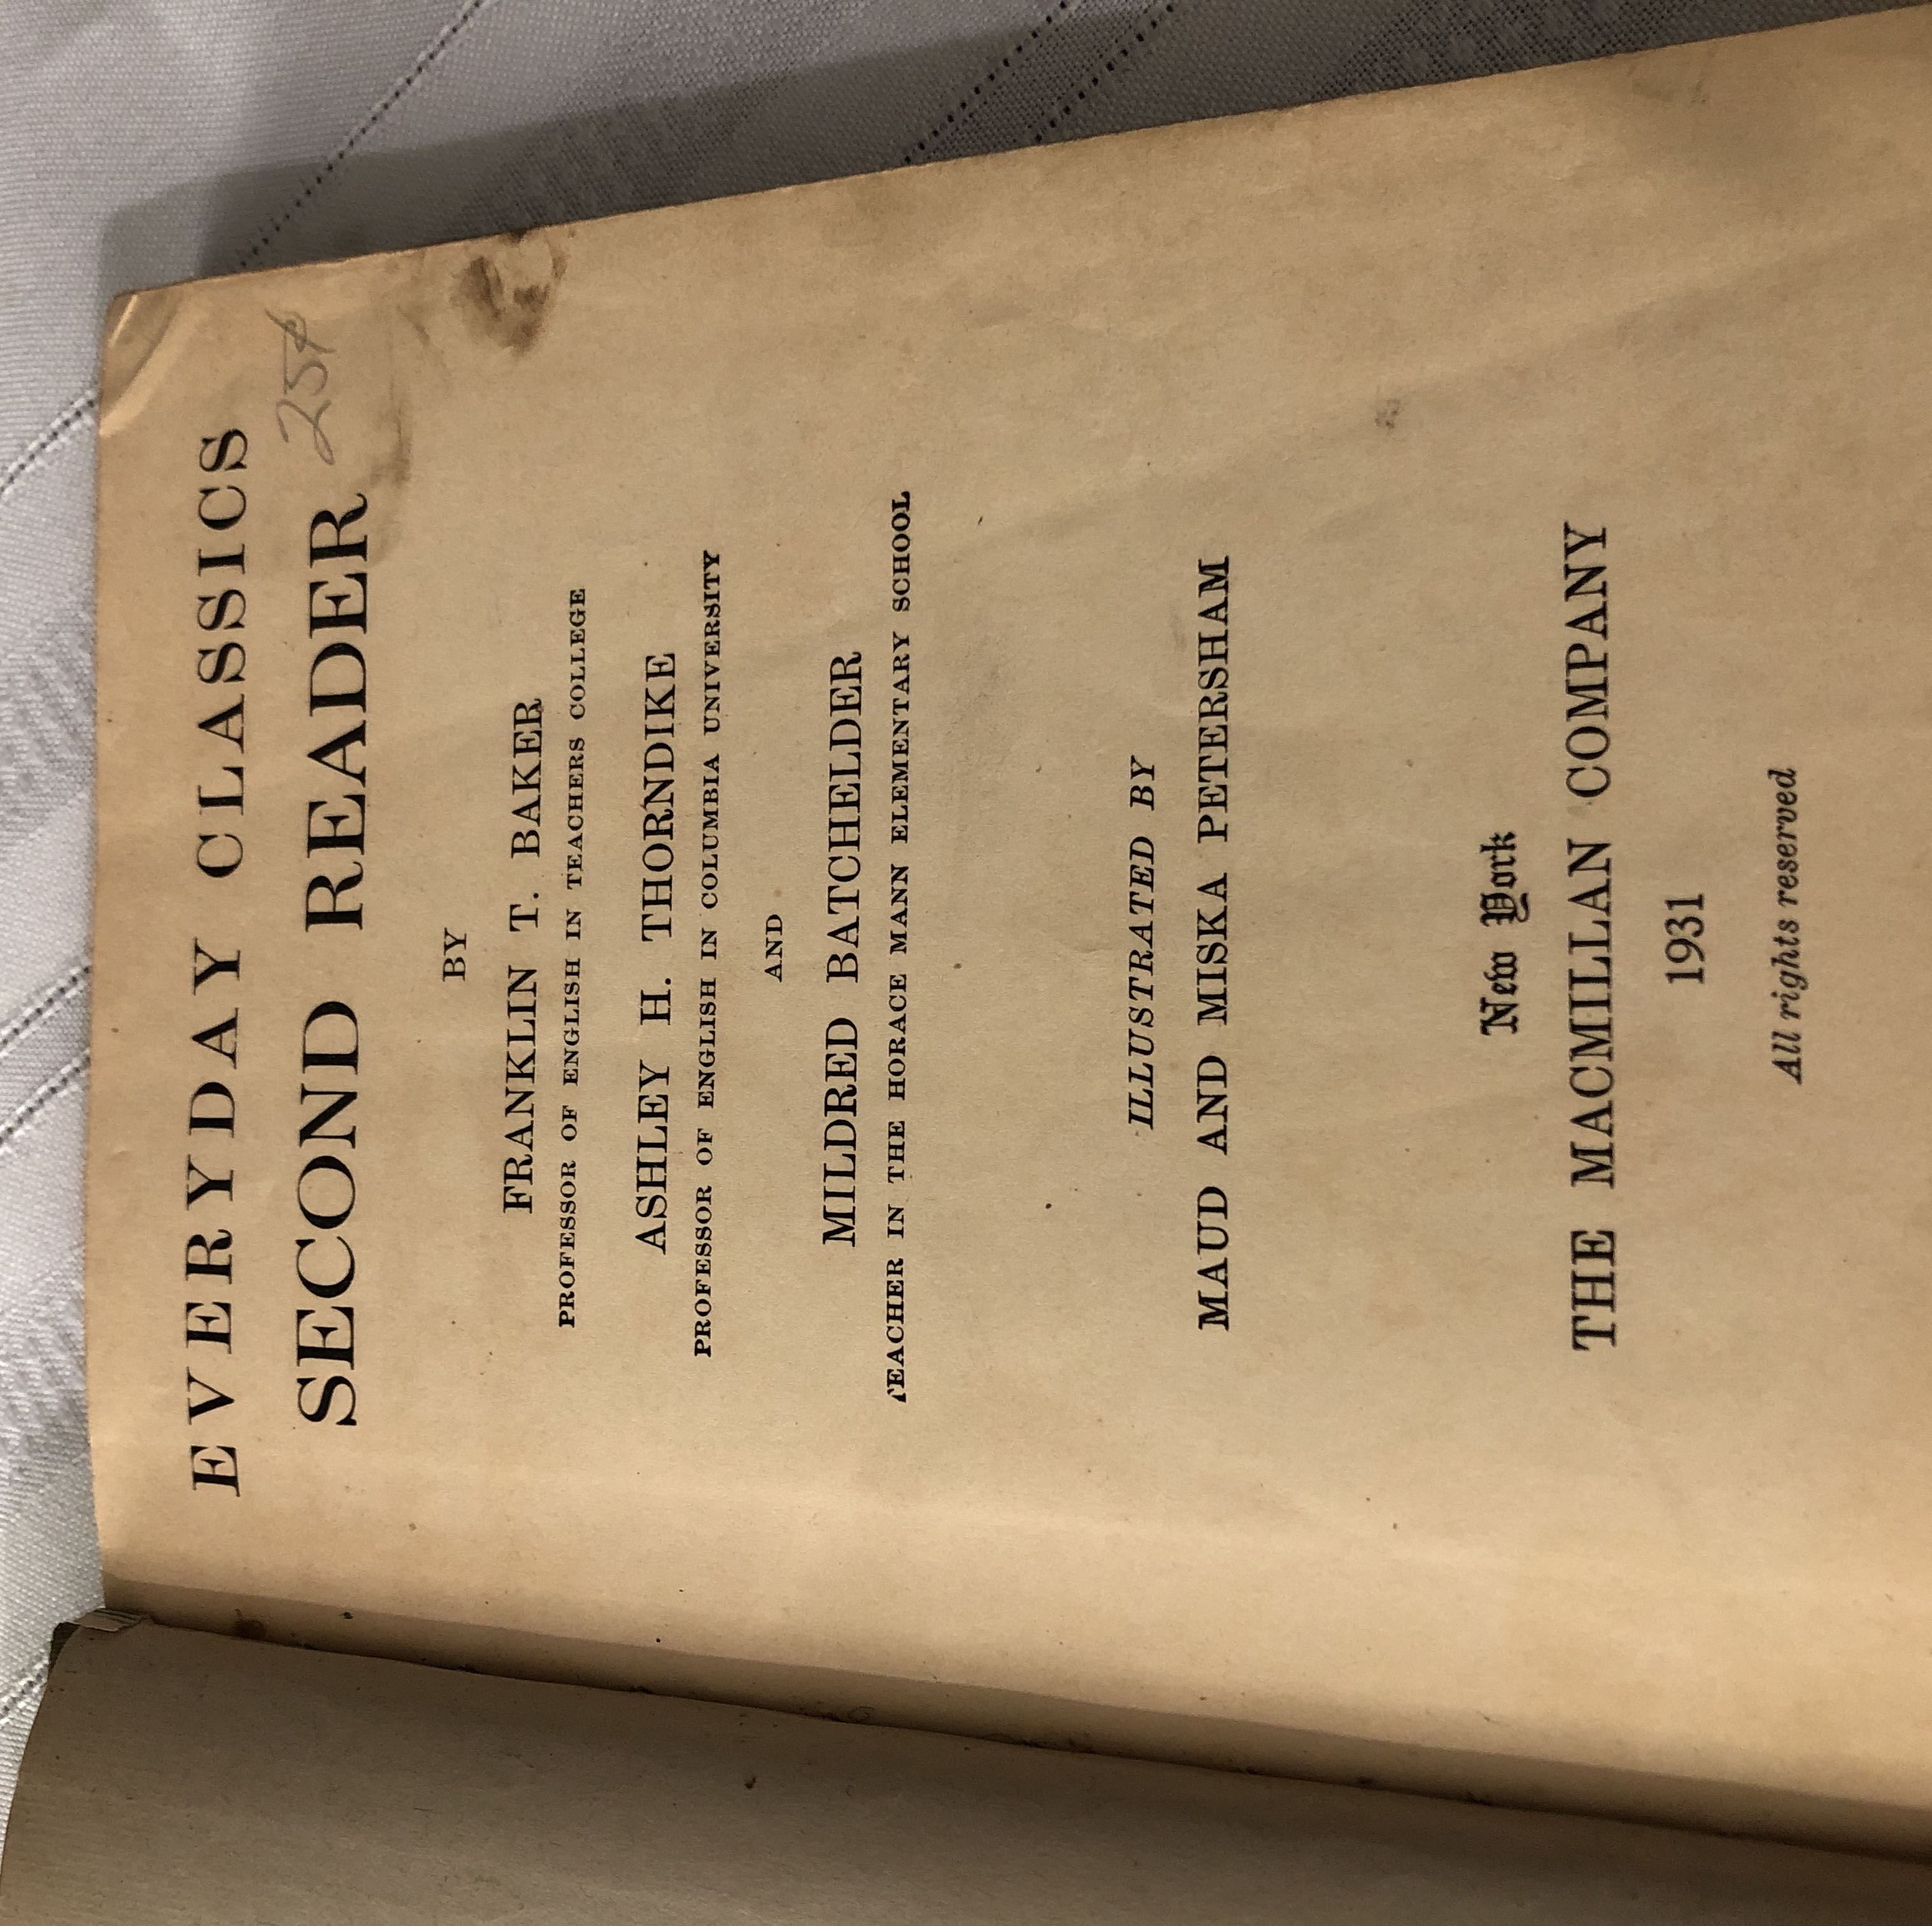 EVERYDAY CLASSICS
SECOND READER
25¢
BY
FRANKLIN T. BAKER
PROFESSOR OF ENGLISH IN TEACHERS COLLEGE
ASHLEY H. THORNDIKE
PROFESSOR OF ENGLISH IN COLUMBIA UNIVERSITY
AND
MILDRED BATCHELDER
TEACHER IN THE HORACE MANN ELEMENTARY SCHOOL
ILLUSTRATED BY
MAUD AND MISKA PETERSHAM
New York
THE MACMILLAN COMPANY
1931
All rights reserved